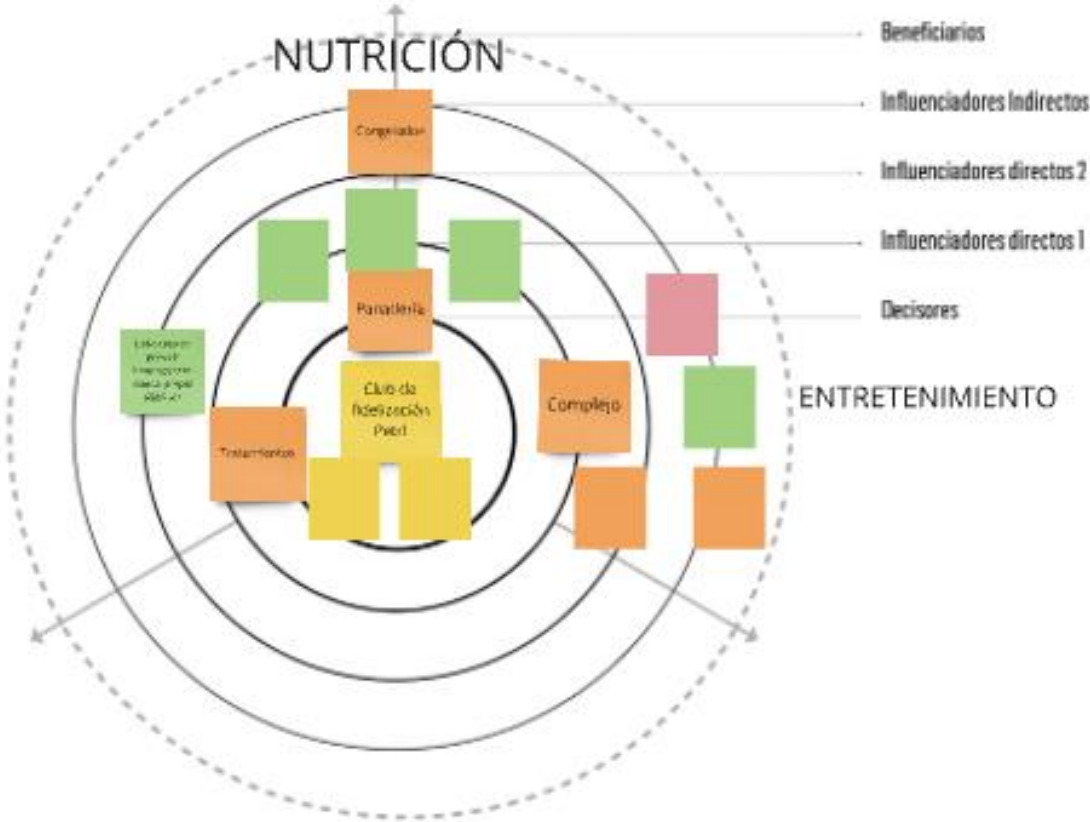 NUTRICIÓN
Beneficiarios
Influenciadores Indirectos
Influenciadores directos 2
Influenciadores directos 1
Decisores
Congelados
Panadería
Club de
fidelización
Complejo
Tratamientos
ENTRETENIMIENTO